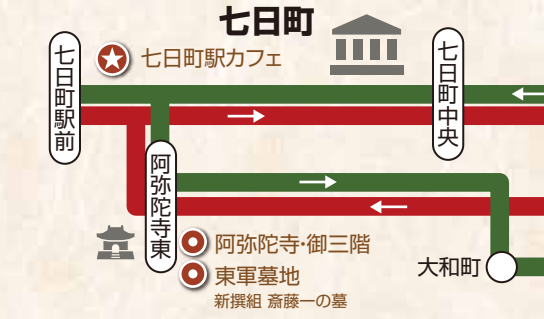 七日町
七日町駅前
七日町駅カフェ
七日町中央
阿弥陀寺東
阿弥陀寺・御三階
東軍墓地
新撰組 斎藤一の墓
大和町